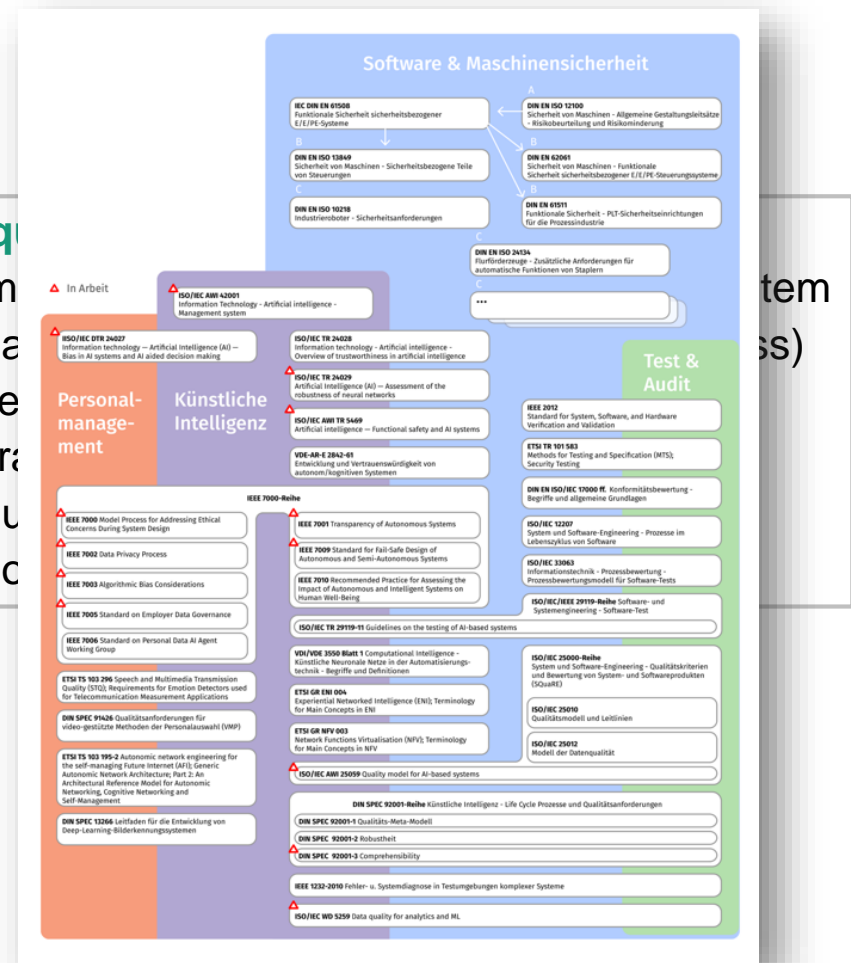 Software & Maschinensicherheit
A
IEC DIN EN 61508
Funktionale Sicherheit sicherheitsbezogener
E/E/PE-Systeme
DIN EN ISO 12100
Sicherheit von Maschinen - Allgemeine Gestaltungsleitsätze
- Risikobeurteilung und Risikominderung
B
DIN EN ISO 13849
Sicherheit von Maschinen - Sicherheitsbezogene Teile
von Steuerungen
B
DIN EN 62061
Sicherheit von Maschinen - Funktionale
Sicherheit sicherheitsbezogener E/E/PE-Steuerungssysteme
C
DIN EN ISO 10218
Industrieroboter - Sicherheitsanforderungen
B
DIN EN 61511
Funktionale Sicherheit - PLT-Sicherheitseinrichtungen
für die Prozessindustrie
C
DIN EN ISO 24134
Flurförderzeuge - Zusätzliche Anforderungen für
automatische Funktionen von Staplern
C
...
tem
ss)
In Arbeit
ISO/IEC AWI 42001
Information Technology - Artificial intelligence -
Management system
IISO/IEC DTR 24027
Information technology — Artificial Intelligence (AI) —
Bias in AI systems and AI aided decision making
Personal-
manage-
ment
Künstliche
Intelligenz
ISO/IEC TR 24028
Information technology - Artificial intelligence -
Overview of trustworthiness in artificial intelligence
ISO/IEC TR 24029
Artificial Intelligence (AI) — Assessment of the
robustness of neural networks
ISO/IEC AWI TR 5469
Artificial intelligence — Functional safety and AI systems
VDE-AR-E 2842-61
Entwicklung und Vertrauenswürdigkeit von
autonom/kognitiven Systemen
Test &
Audit
IEEE 2012
Standard for System, Software, and Hardware
Verification and Validation
ETSI TR 101 583
Methods for Testing and Specification (MTS);
Security Testing
DIN EN ISO/IEC 17000 ff. Konformitätsbewertung -
Begriffe und allgemeine Grundlagen
ISO/IEC 12207
System und Software-Engineering - Prozesse im
Lebenszyklus von Software
ISO/IEC 33063
Informationstechnik - Prozessbewertung -
Prozessbewertungsmodell für Software-Tests
ISO/IEC/IEEE 29119-Reihe Software- und
Systemengineering - Software-Test
IEEE 7000-Reihe
IEEE 7000 Model Process for Addressing Ethical
Concerns During System Design
IEEE 7002 Data Privacy Process
IEEE 7003 Algorithmic Bias Considerations
IEEE 7005 Standard on Employer Data Governance
IEEE 7006 Standard on Personal Data AI Agent
Working Group
IEEE 7001 Transparency of Autonomous Systems
IEEE 7009 Standard for Fail-Safe Design of
Autonomous and Semi-Autonomous Systems
IEEE 7010 Recommended Practice for Assessing the
Impact of Autonomous and Intelligent Systems on
Human Well-Being
ISO/IEC TR 29119-11 Guidelines on the testing of AI-based systems
ETSI TS 103 296 Speech and Multimedia Transmission
Quality (STQ); Requirements for Emotion Detectors used
for Telecommunication Measurement Applications
DIN SPEC 91426 Qualitätsanforderungen für
video-gestützte Methoden der Personalauswahl (VMP)
ETSI TS 103 195-2 Autonomic network engineering for
the self-managing Future Internet (AFI); Generic
Autonomic Network Architecture; Part 2: An
Architectural Reference Model for Autonomic
Networking, Cognitive Networking and
Self-Management
DIN SPEC 13266 Leitfaden für die Entwicklung von
Deep-Learning-Bilderkennungssystemen
VDI/VDE 3550 Blatt 1 Computational Intelligence -
Künstliche Neuronale Netze in der Automatisierungs-
technik - Begriffe und Definitionen
ETSI GR ENI 004
Experiential Networked Intelligence (ENI); Terminology
for Main Concepts in ENI
ETSI GR NFV 003
Network Functions Virtualisation (NFV); Terminology
for Main Concepts in NFV
ISO/IEC 25000-Reihe
System und Software-Engineering - Qualitätskriterien
und Bewertung von System- und Softwareprodukten
(SQuaRE)
ISO/IEC 25010
Qualitätsmodell und Leitlinien
ISO/IEC 25012
Modell der Datenqualität
ISO/IEC AWI 25059 Quality model for AI-based systems
DIN SPEC 92001-Reihe Künstliche Intelligenz - Life Cycle Prozesse und Qualitätsanforderungen
DIN SPEC 92001-1 Qualitäts-Meta-Modell
DIN SPEC 92001-2 Robustheit
DIN SPEC 92001-3 Comprehensibility
IEEE 1232-2010 Fehler- u. Systemdiagnose in Testumgebungen komplexer Systeme
ISO/IEC WD 5259 Data quality for analytics and ML